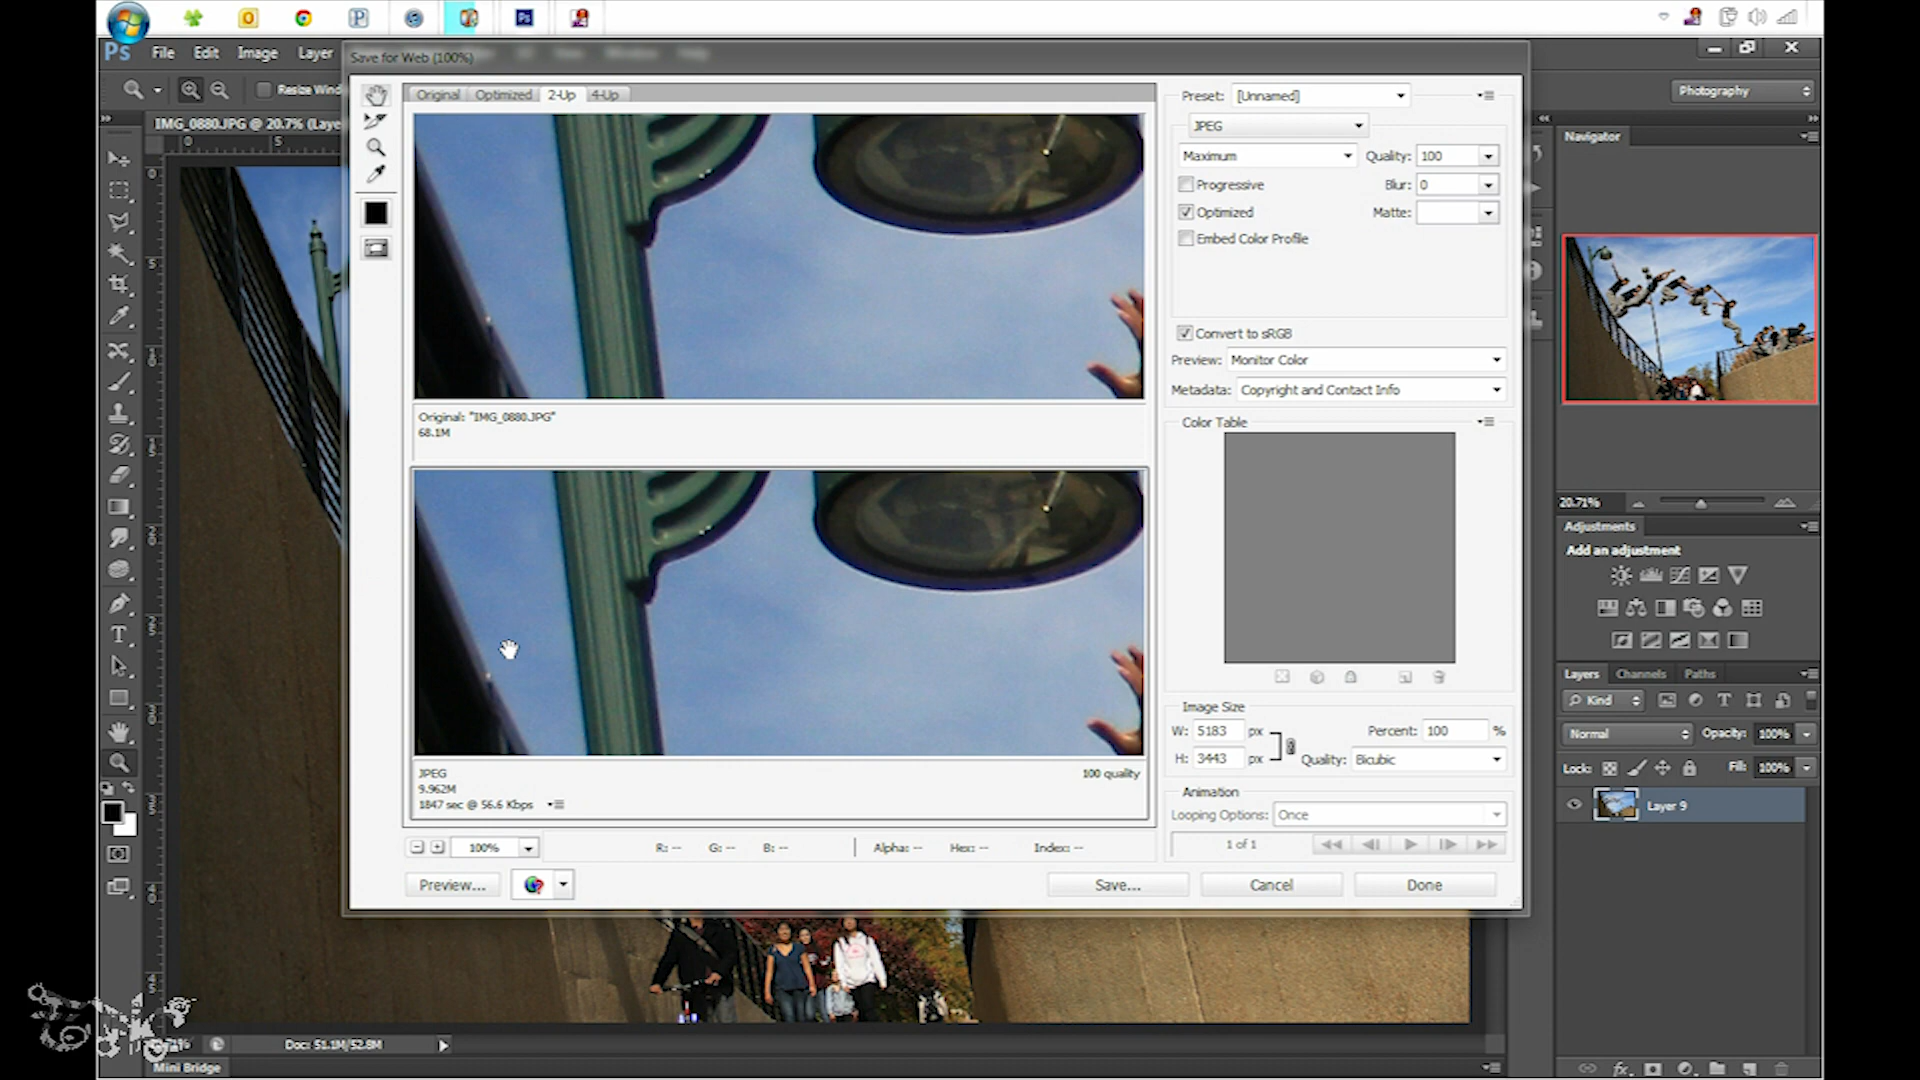 Ps File Edit Image Layer
Save for Web (100%)
Resize Wind
Photography
IMG_0880.JPG @ 20.7% (Laye
Original Optimized 2-Up 4-Up
Preset: [Unnamed]
JPEG
Maximum Quality: 100
Progressive Blur: 0
Optimized Matte:
Embed Color Profile
Convert to sRGB
Preview: Monitor Color
Metadata: Copyright and Contact Info
Color Table
Original: "IMG_0880.JPG"
68.1M
JPEG 100 quality
9.962M
1847 sec @ 56.6 Kbps
Image Size
W: 5183 px Percent: 100 %
H: 3443 px Quality: Bicubic
Animation
Looping Options: Once
1 of 1
100% R: -- G: -- B: -- Alpha: -- Hex: -- Index: --
Preview... Save... Cancel Done
Navigator
20.71%
Adjustments
Add an adjustment
Layers Channels Paths
Kind
Normal Opacity: 100%
Lock: Fill: 100%
Layer 9
Doc: 51.1M/52.8M
Mini Bridge